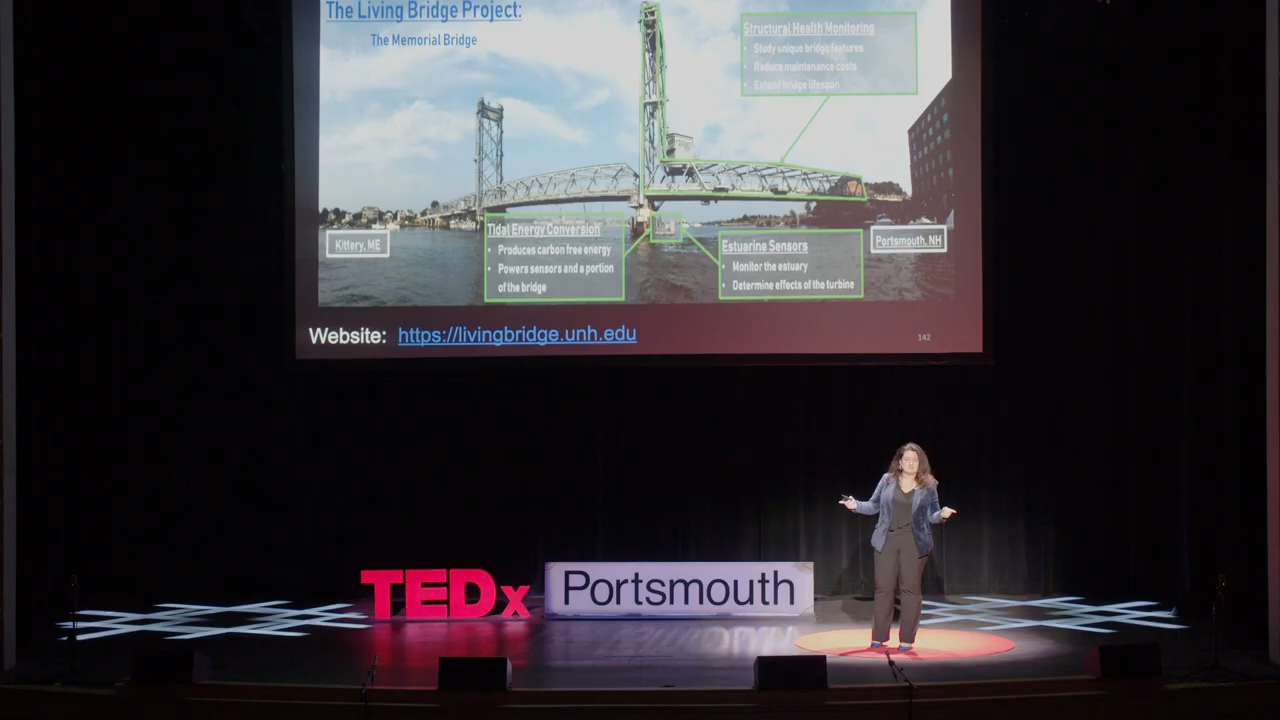 The Living Bridge Project:
The Memorial Bridge
Structural Health Monitoring
• Study unique bridge features
• Reduce maintenance costs
• Extend bridge lifespan
Kittery, ME
Tidal Energy Conversion
• Produces carbon free energy
• Powers sensors and a portion
of the bridge
Estuarine Sensors
• Monitor the estuary
• Determine effects of the turbine
Portsmouth, NH
Website: https://livingbridge.unh.edu
142
TEDx Portsmouth